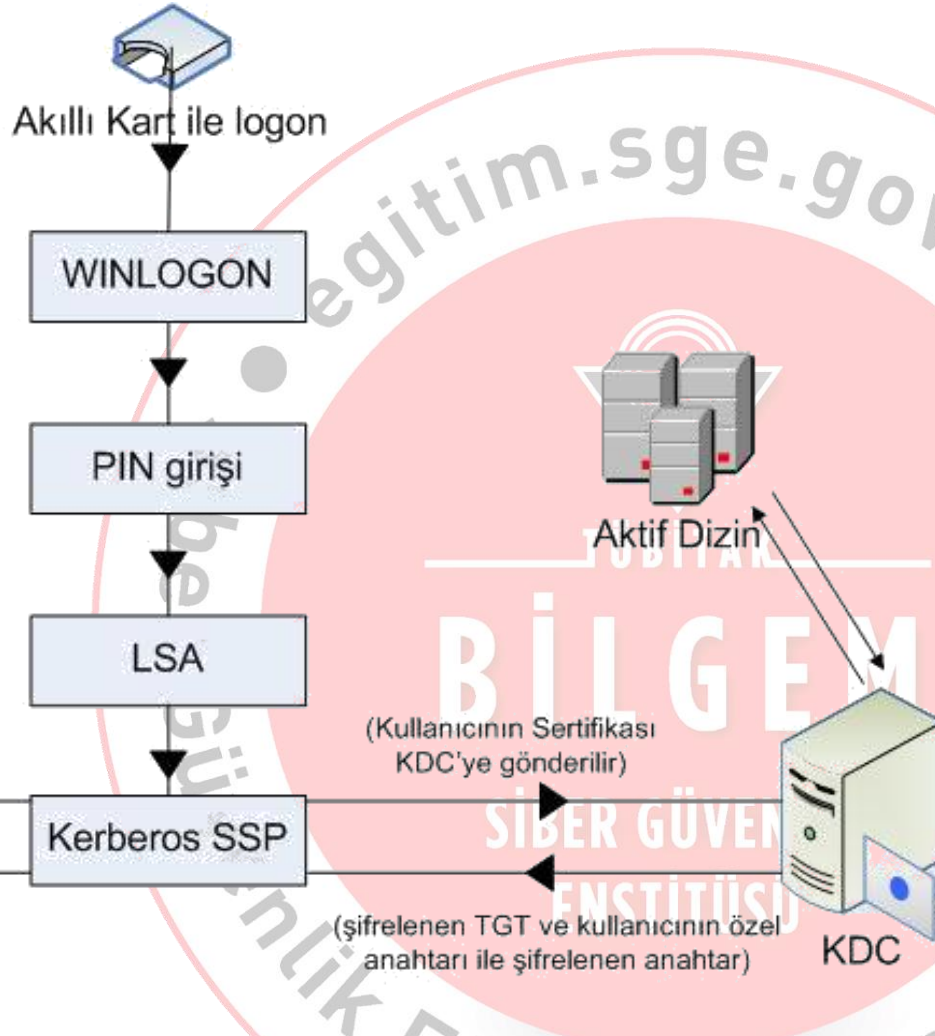 Akıllı Kart ile logon
egitim.sge.gov
WINLOGON
PIN girişi
Aktif Dizin
TÜBİTAK
BİLGEM
LSA
(Kullanıcının Sertifikası
KDC'ye gönderilir)
Kerberos SSP
SİBER GÜVEN
ENSTİTÜSÜ
(şifrelenen TGT ve kullanıcının özel
anahtarı ile şifrelenen anahtar)
KDC